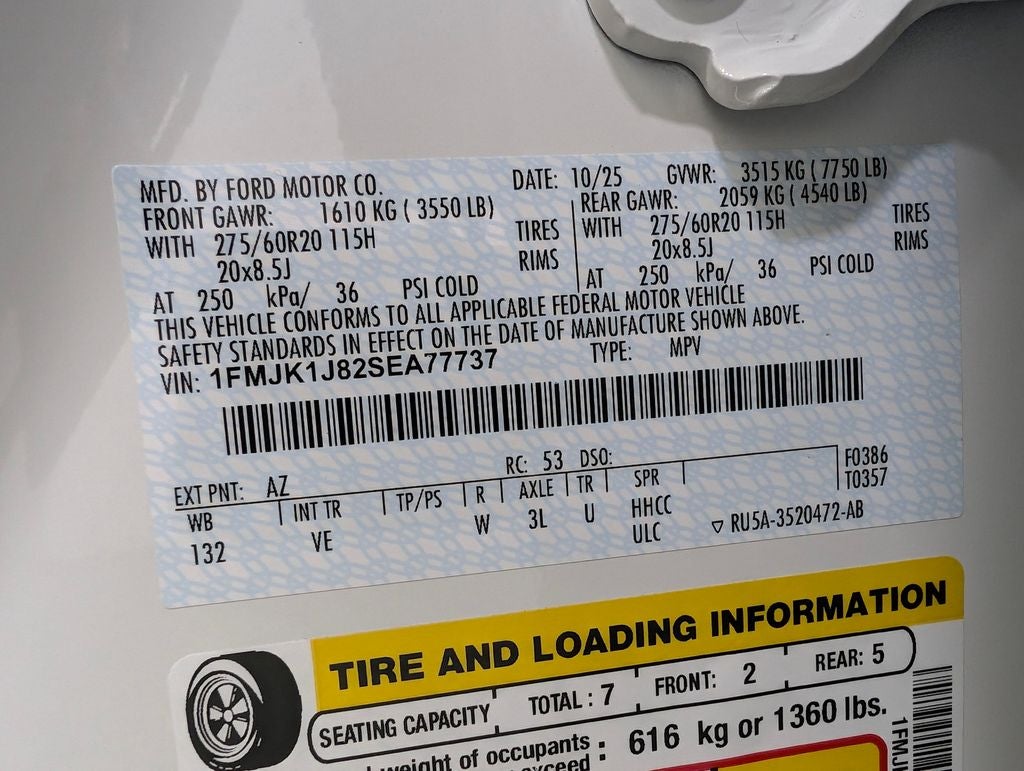 MFD. BY FORD MOTOR CO. DATE: 10/25 GVWR: 3515 KG ( 7750 LB)
FRONT GAWR: 1610 KG ( 3550 LB) REAR GAWR: 2059 KG ( 4540 LB)
WITH 275/60R20 115H TIRES WITH 275/60R20 115H TIRES
20x8.5J RIMS 20x8.5J RIMS
AT 250 kPa/ 36 PSI COLD AT 250 kPa/ 36 PSI COLD
THIS VEHICLE CONFORMS TO ALL APPLICABLE FEDERAL MOTOR VEHICLE
SAFETY STANDARDS IN EFFECT ON THE DATE OF MANUFACTURE SHOWN ABOVE.
VIN: 1FMJK1J82SEA77737 TYPE: MPV
EXT PNT: AZ RC: 53 DSO: F0386
WB INT TR TP/PS R AXLE TR SPR T0357
132 VE W 3L U HHCC
ULC ▽ RU5A-3520472-AB
TIRE AND LOADING INFORMATION
SEATING CAPACITY TOTAL : 7 FRONT: 2 REAR: 5
weight of occupants : 616 kg or 1360 lbs.
exceed
1FMJ